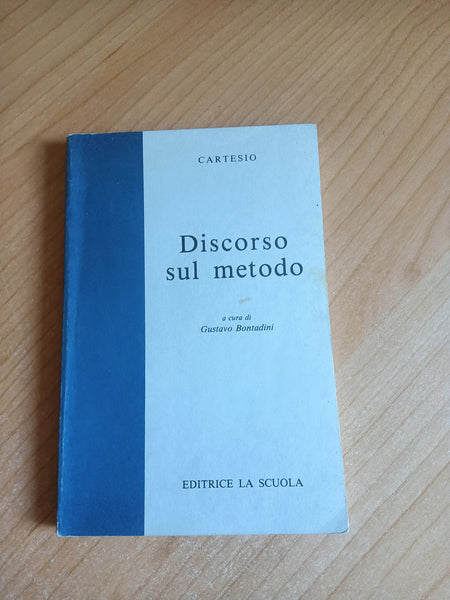 CARTESIO
Discorso
sul metodo
a cura di
Gustavo Bontadini
EDITRICE LA SCUOLA